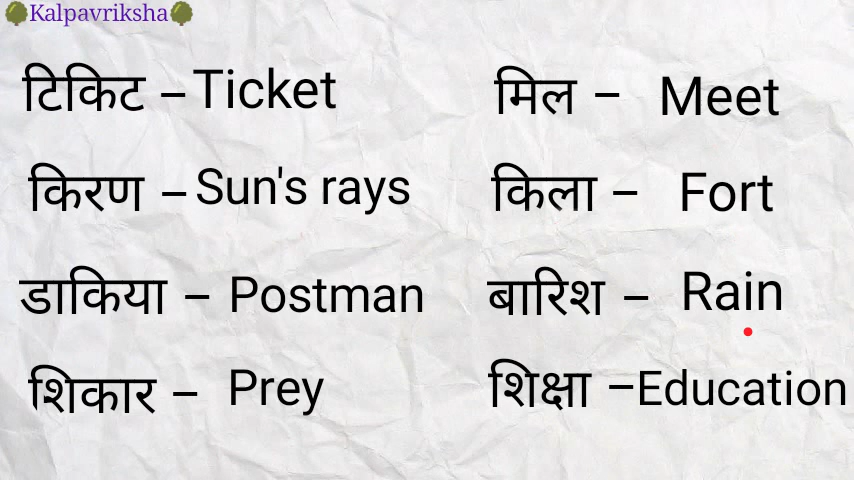 Kalpavriksha
टिकिट – Ticket
मिल – Meet
किरण – Sun's rays
किला – Fort
डाकिया – Postman
बारिश – Rain
शिकार – Prey
शिक्षा – Education